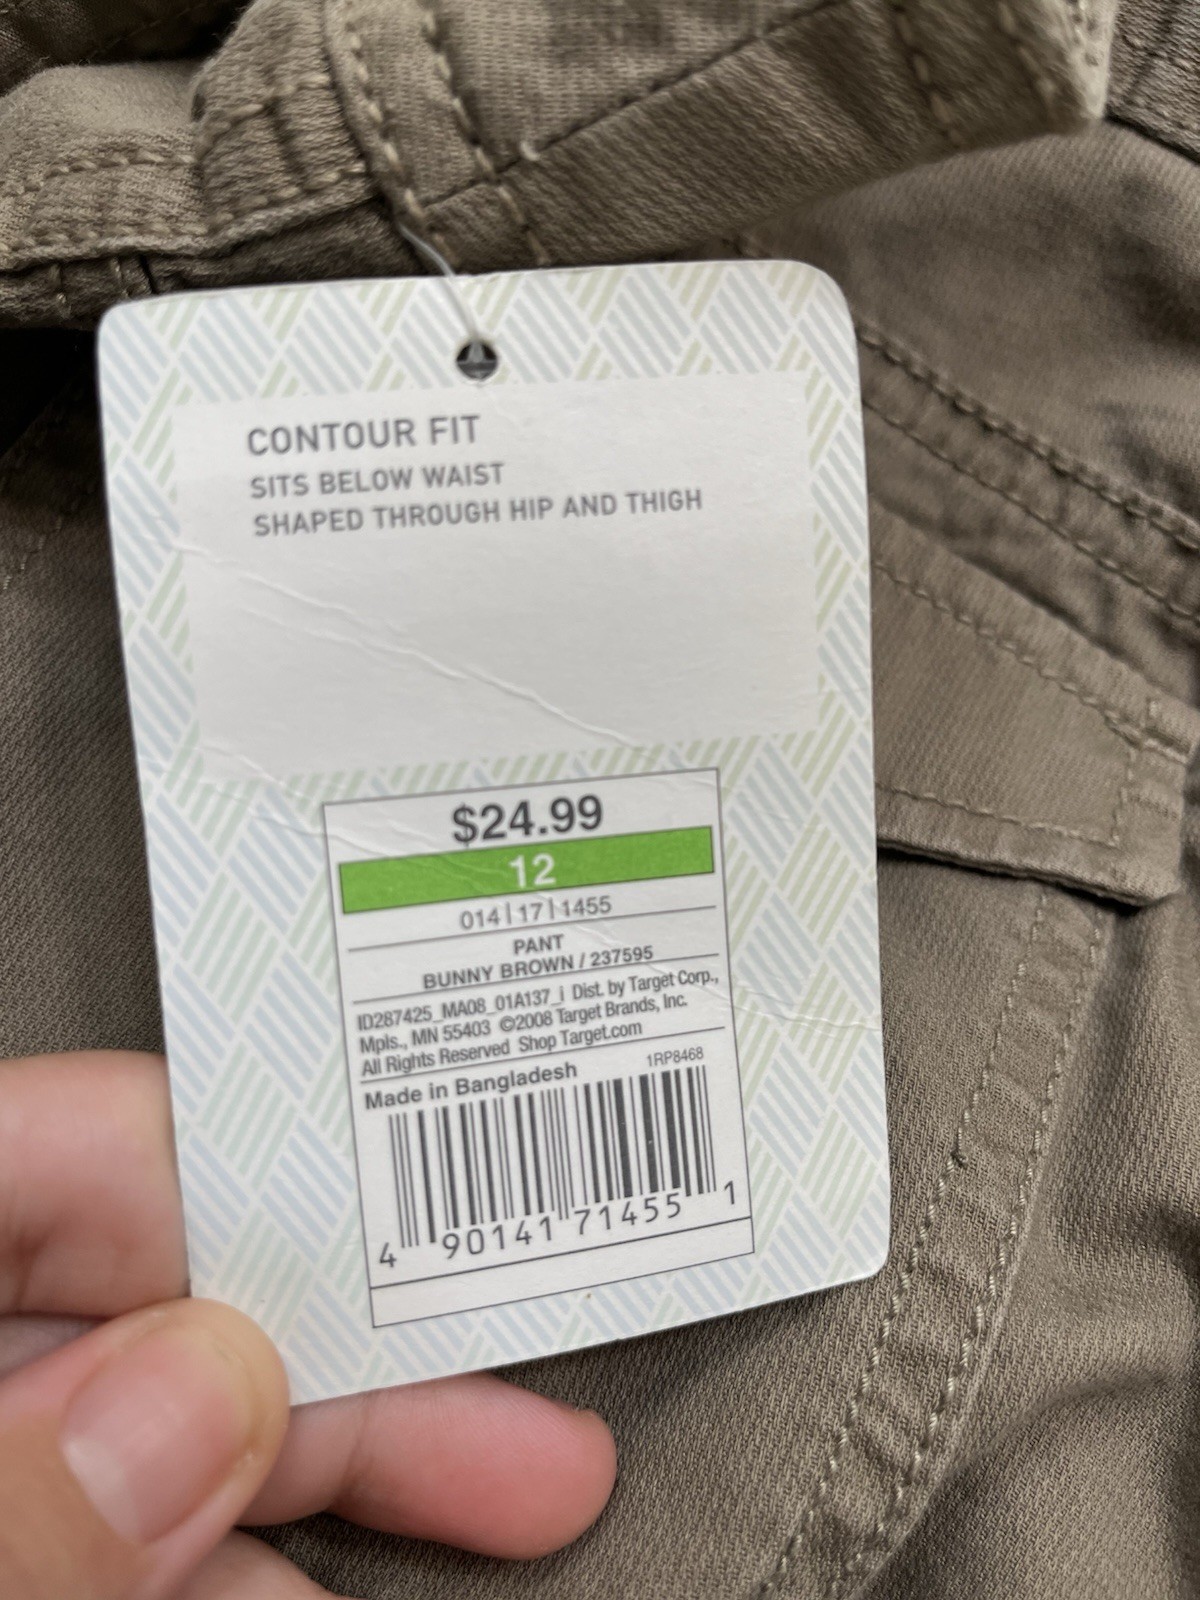 CONTOUR FIT
SITS BELOW WAIST
SHAPED THROUGH HIP AND THIGH
$24.99
12
014|17|1455
PANT
BUNNY BROWN / 237595
ID287425_MA08_01A137_i Dist. by Target Corp.,
Mpls., MN 55403 ©2008 Target Brands, Inc.
All Rights Reserved Shop Target.com
Made in Bangladesh 1RP8468
4 90141 71455 1